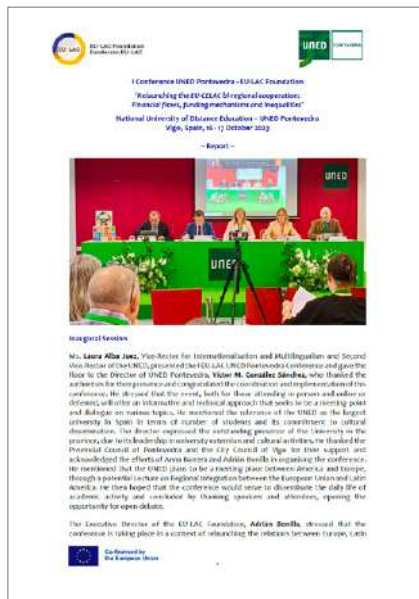 EU-LAC Foundation
Fundación EU-LAC
EU-LAC
UNED
PONTEVEDRA
I Conference UNED Pontevedra - EU-LAC Foundation:
"Relaunching the EU-CELAC bi-regional cooperation:
Financial flows, funding mechanisms and inequalities"
National University of Distance Education – UNED Pontevedra
Vigo, Spain, 16 - 17 October 2023
– Report –
UNED
UNED
Inaugural Session
Ms. Laura Alba Juez, Vice-Rector for Internationalisation and Multilingualism and Second
Vice-Rector of the UNED, presented the I EU-LAC UNED Pontevedra Conference and gave the
floor to the Director of UNED Pontevedra, Víctor M. González Sánchez, who thanked the
authorities for their presence and congratulated the coordination and implementation of this
conference. He stressed that the event, both for those attending in person and online or
deferred, will offer an informative and technical approach that seeks to be a meeting point
and dialogue on various topics. He mentioned the relevance of the UNED as the largest
university in Spain in terms of number of students and its commitment to cultural
dissemination. The director expressed the outstanding presence of the University in the
province, due to its leadership in university extension and cultural activities. He thanked the
Provincial Council of Pontevedra and the City Council of Vigo for their support and
acknowledged the efforts of Anna Barrera and Adrián Bonilla in organising the conference.
He mentioned that the UNED plans to be a meeting place between America and Europe,
through a potential Lecture on Regional Integration between the European Union and Latin
America. He then hoped that the conference would serve to disseminate the daily life of
academic activity and concluded by thanking speakers and attendees, opening the
opportunity for open debate.
The Executive Director of the EU-LAC Foundation, Adrián Bonilla, stressed that the
conference is taking place in a context of relaunching the relations between Europe, Latin
Co-financed by
the European Union